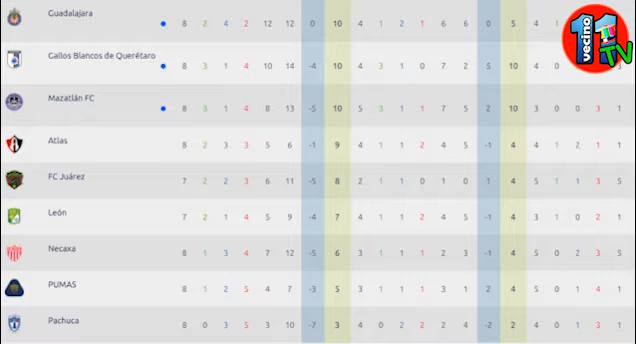 Guadalajara 8 2 4 2 12 12 0 10 4 1 2 1 6 6 0 5 4 1
Gallos Blancos de Querétaro 8 3 1 4 10 14 -4 10 4 3 1 0 7 2 5 10 4 0 3
Mazatlán FC 8 3 1 4 8 13 -5 10 5 3 1 1 7 5 2 10 3 0 0 3 1
Atlas 8 2 3 3 5 6 -1 9 4 1 1 2 4 5 -1 4 4 1 2 1 1
FC Juárez 7 2 2 3 6 11 -5 8 2 1 1 0 1 0 1 4 5 1 1 3 5
León 7 2 1 4 5 9 -4 7 4 1 1 2 4 5 -1 4 3 1 0 2 1
Necaxa 8 1 3 4 7 12 -5 6 3 1 1 1 2 3 -1 4 5 0 2 3 5
PUMAS 8 1 2 5 4 7 -3 5 3 1 1 1 3 1 2 4 5 0 1 4 1
Pachuca 8 0 3 5 3 10 -7 3 4 0 2 2 2 4 -2 2 4 0 1 3 1
vecino
11
TV